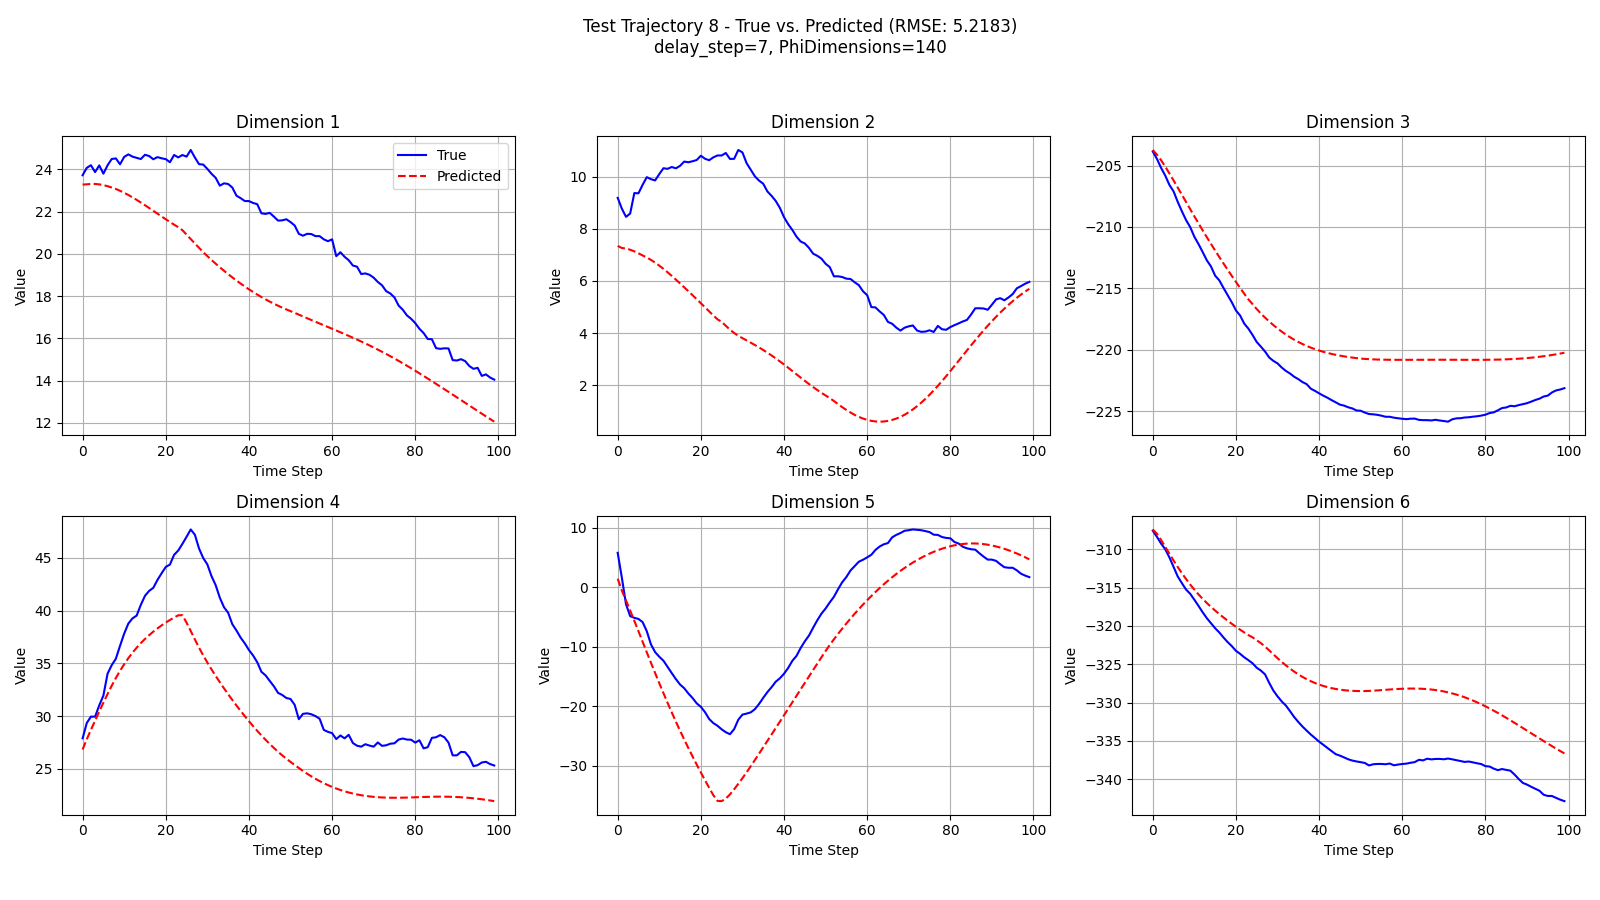 Test Trajectory 8 - True vs. Predicted (RMSE: 5.2183)
delay_step=7, PhiDimensions=140
Dimension 1
Value
24
22
20
18
16
14
12
0 20 40 60 80 100
Time Step
True
Predicted
Dimension 2
Value
10
8
6
4
2
0 20 40 60 80 100
Time Step
Dimension 3
Value
−205
−210
−215
−220
−225
0 20 40 60 80 100
Time Step
Dimension 4
Value
45
40
35
30
25
0 20 40 60 80 100
Time Step
Dimension 5
Value
10
0
−10
−20
−30
0 20 40 60 80 100
Time Step
Dimension 6
Value
−310
−315
−320
−325
−330
−335
−340
0 20 40 60 80 100
Time Step